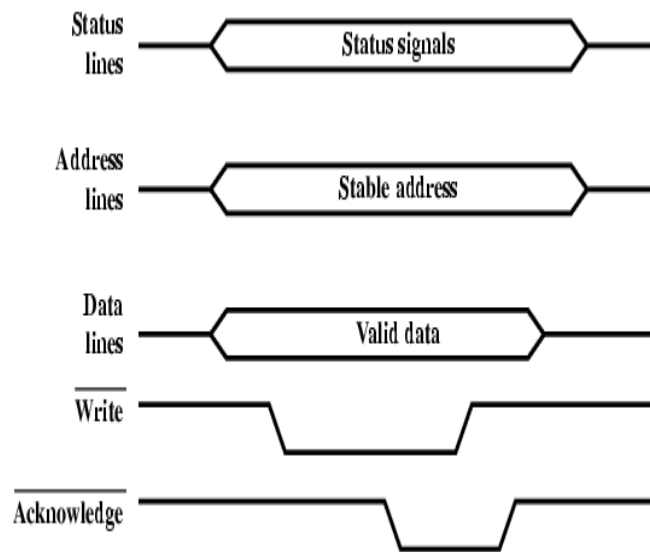 Status
lines
Status signals
Address
lines
Stable address
Data
lines
Valid data
Write
Acknowledge